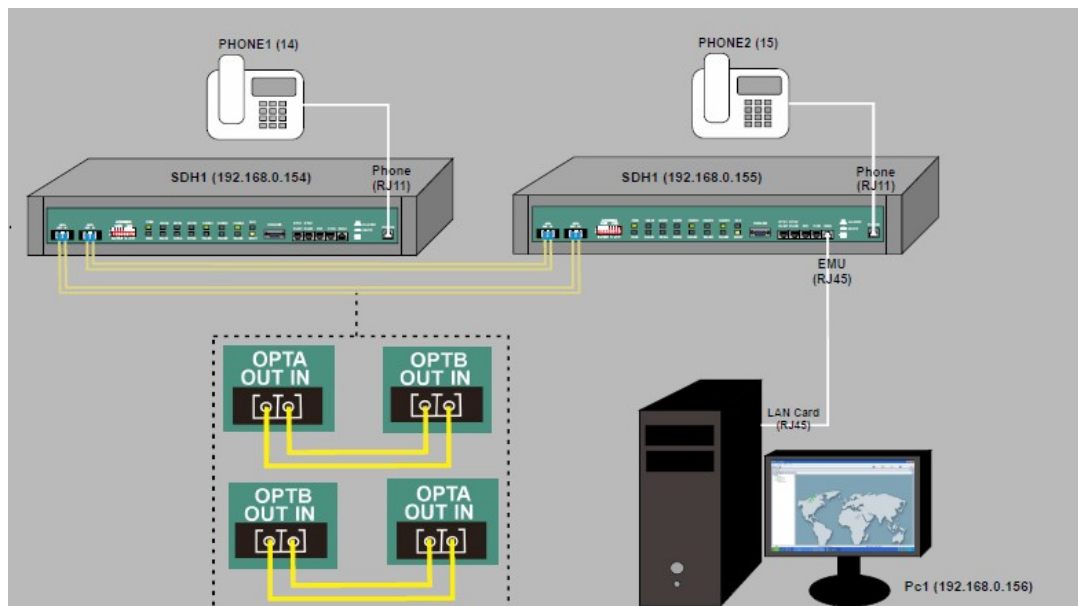 PHONE1 (14)
PHONE2 (15)
SDH1 (192.168.0.154)
Phone
(RJ11)
SDH1 (192.168.0.155)
Phone
(RJ11)
EMU
(RJ45)
OPTA
OUT IN
OPTB
OUT IN
OPTB
OUT IN
OPTA
OUT IN
LAN Card
(RJ45)
Pc1 (192.168.0.156)